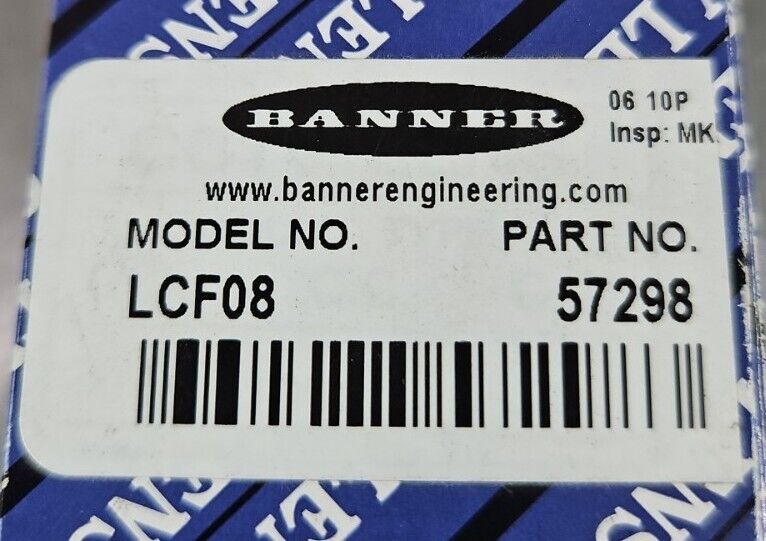 BANNER
06 10P
Insp: MK
www.bannerengineering.com
MODEL NO. PART NO.
LCF08 57298